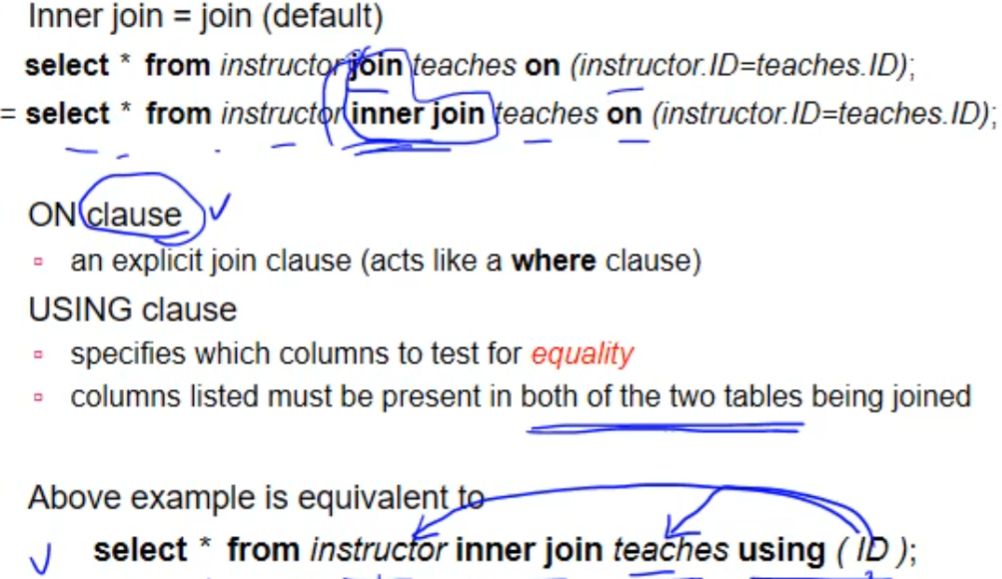 Inner join = join (default)
select * from instructor join teaches on (instructor.ID=teaches.ID);
= select * from instructor inner join teaches on (instructor.ID=teaches.ID);
ON clause
▫ an explicit join clause (acts like a where clause)
USING clause
▫ specifies which columns to test for equality
▫ columns listed must be present in both of the two tables being joined
Above example is equivalent to
select * from instructor inner join teaches using ( ID );